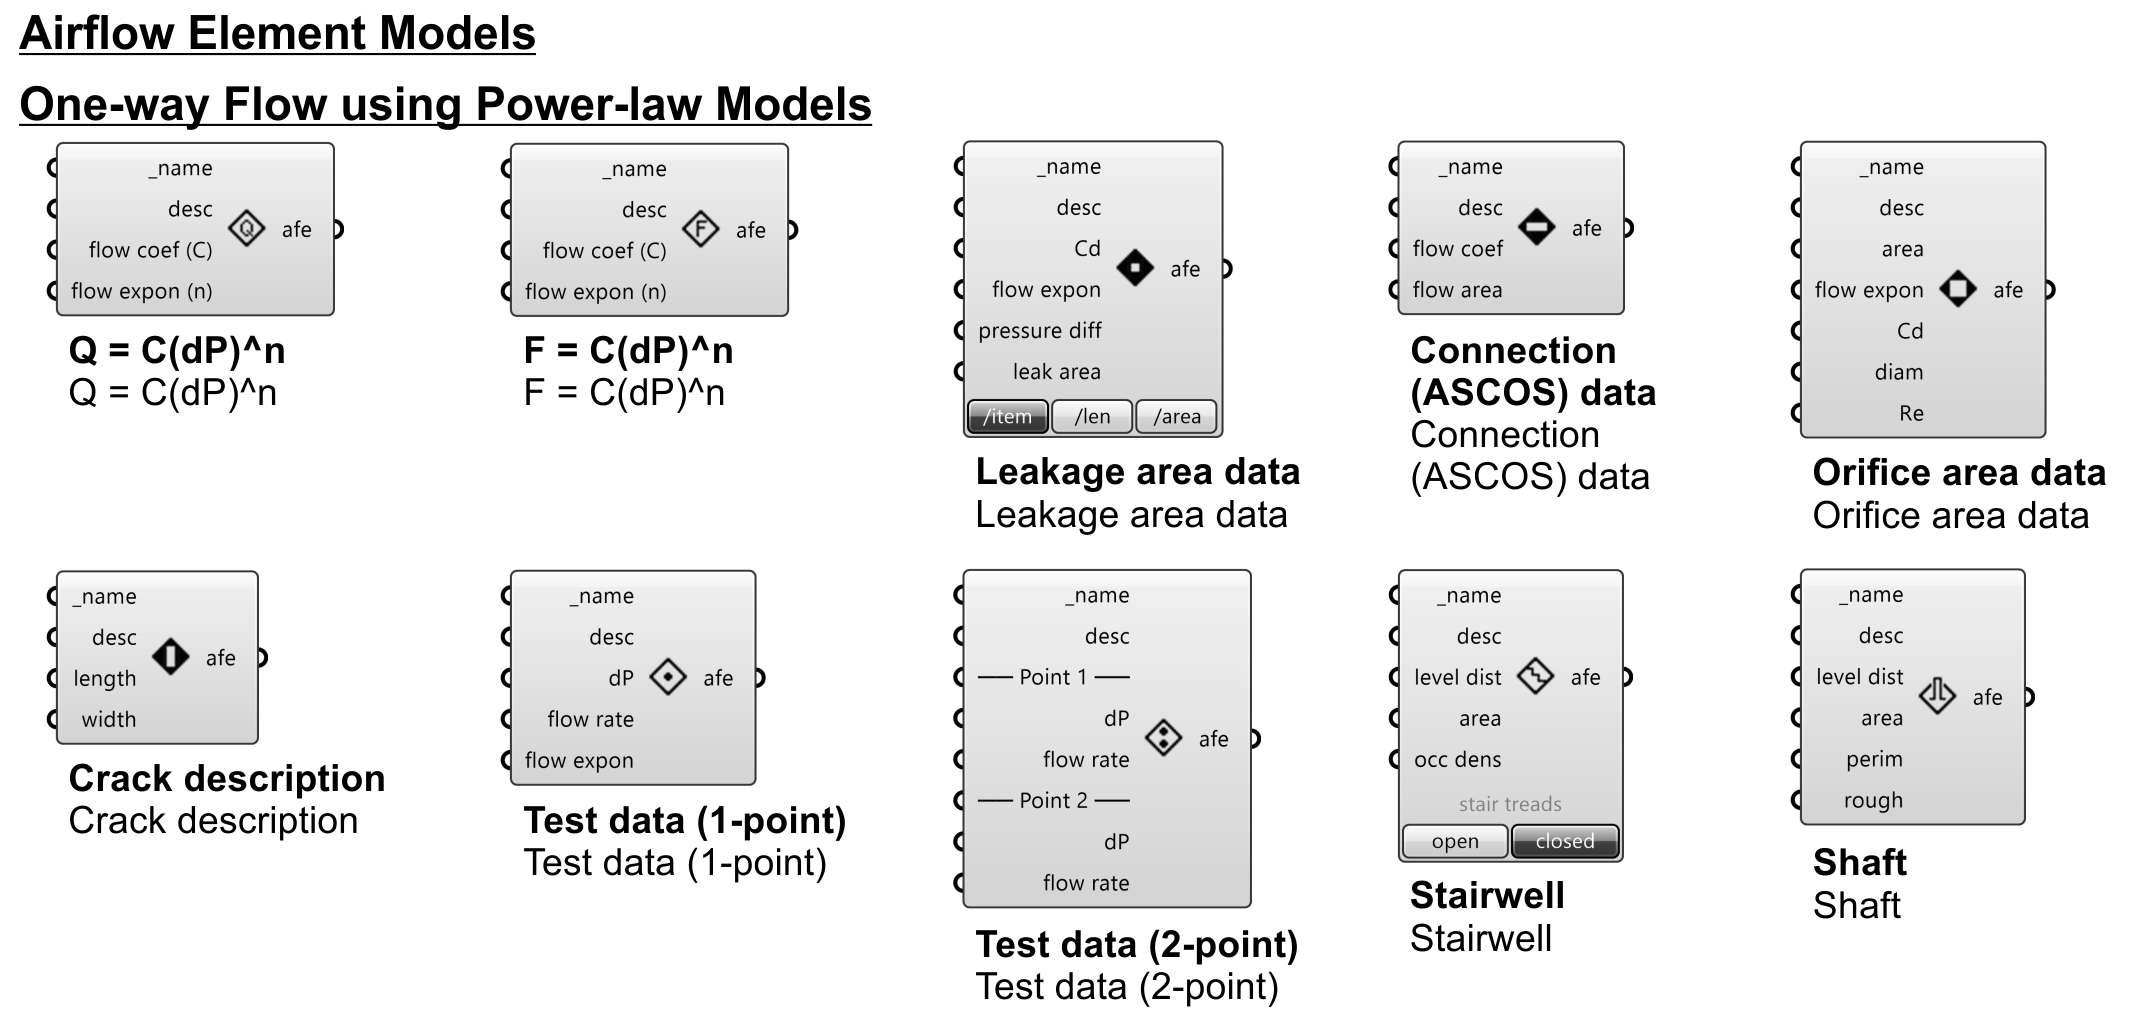 Airflow Element Models
One-way Flow using Power-law Models
_name
desc
flow coef (C)
flow expon (n)
Q
afe
Q = C(dP)^n
Q = C(dP)^n
_name
desc
flow coef (C)
flow expon (n)
F
afe
F = C(dP)^n
F = C(dP)^n
_name
desc
Cd
flow expon
pressure diff
leak area
afe
/item /len /area
Leakage area data
Leakage area data
_name
desc
flow coef
flow area
afe
Connection
(ASCOS) data
Connection
(ASCOS) data
_name
desc
area
flow expon
Cd
diam
Re
afe
Orifice area data
Orifice area data
_name
desc
length
width
afe
Crack description
Crack description
_name
desc
dP
flow rate
flow expon
afe
Test data (1-point)
Test data (1-point)
_name
desc
Point 1
dP
flow rate
Point 2
dP
flow rate
afe
Test data (2-point)
Test data (2-point)
_name
desc
level dist
area
occ dens
afe
stair treads
open closed
Stairwell
Stairwell
_name
desc
level dist
area
perim
rough
afe
Shaft
Shaft